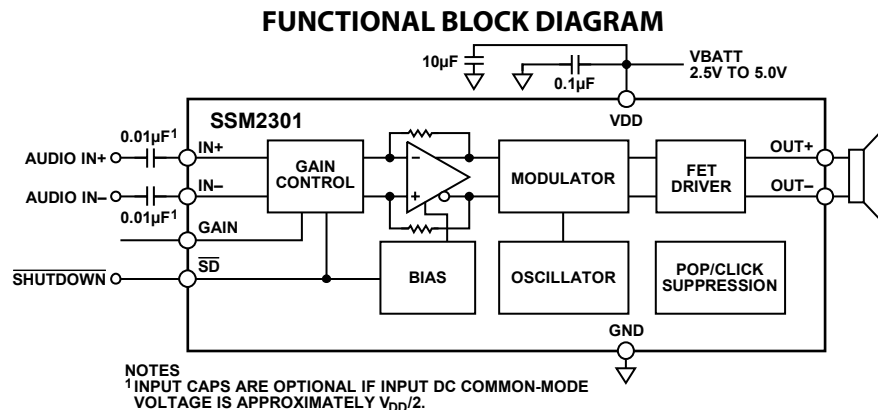 FUNCTIONAL BLOCK DIAGRAM
10µF
0.1µF
VBATT
2.5V TO 5.0V
VDD
SSM2301
0.01µF¹
AUDIO IN+
IN+
AUDIO IN–
IN–
0.01µF¹
GAIN
SHUTDOWN
SD
GAIN
CONTROL
–
+
BIAS
MODULATOR
OSCILLATOR
FET
DRIVER
POP/CLICK
SUPPRESSION
OUT+
OUT–
GND
NOTES
¹INPUT CAPS ARE OPTIONAL IF INPUT DC COMMON-MODE
VOLTAGE IS APPROXIMATELY VDD/2.